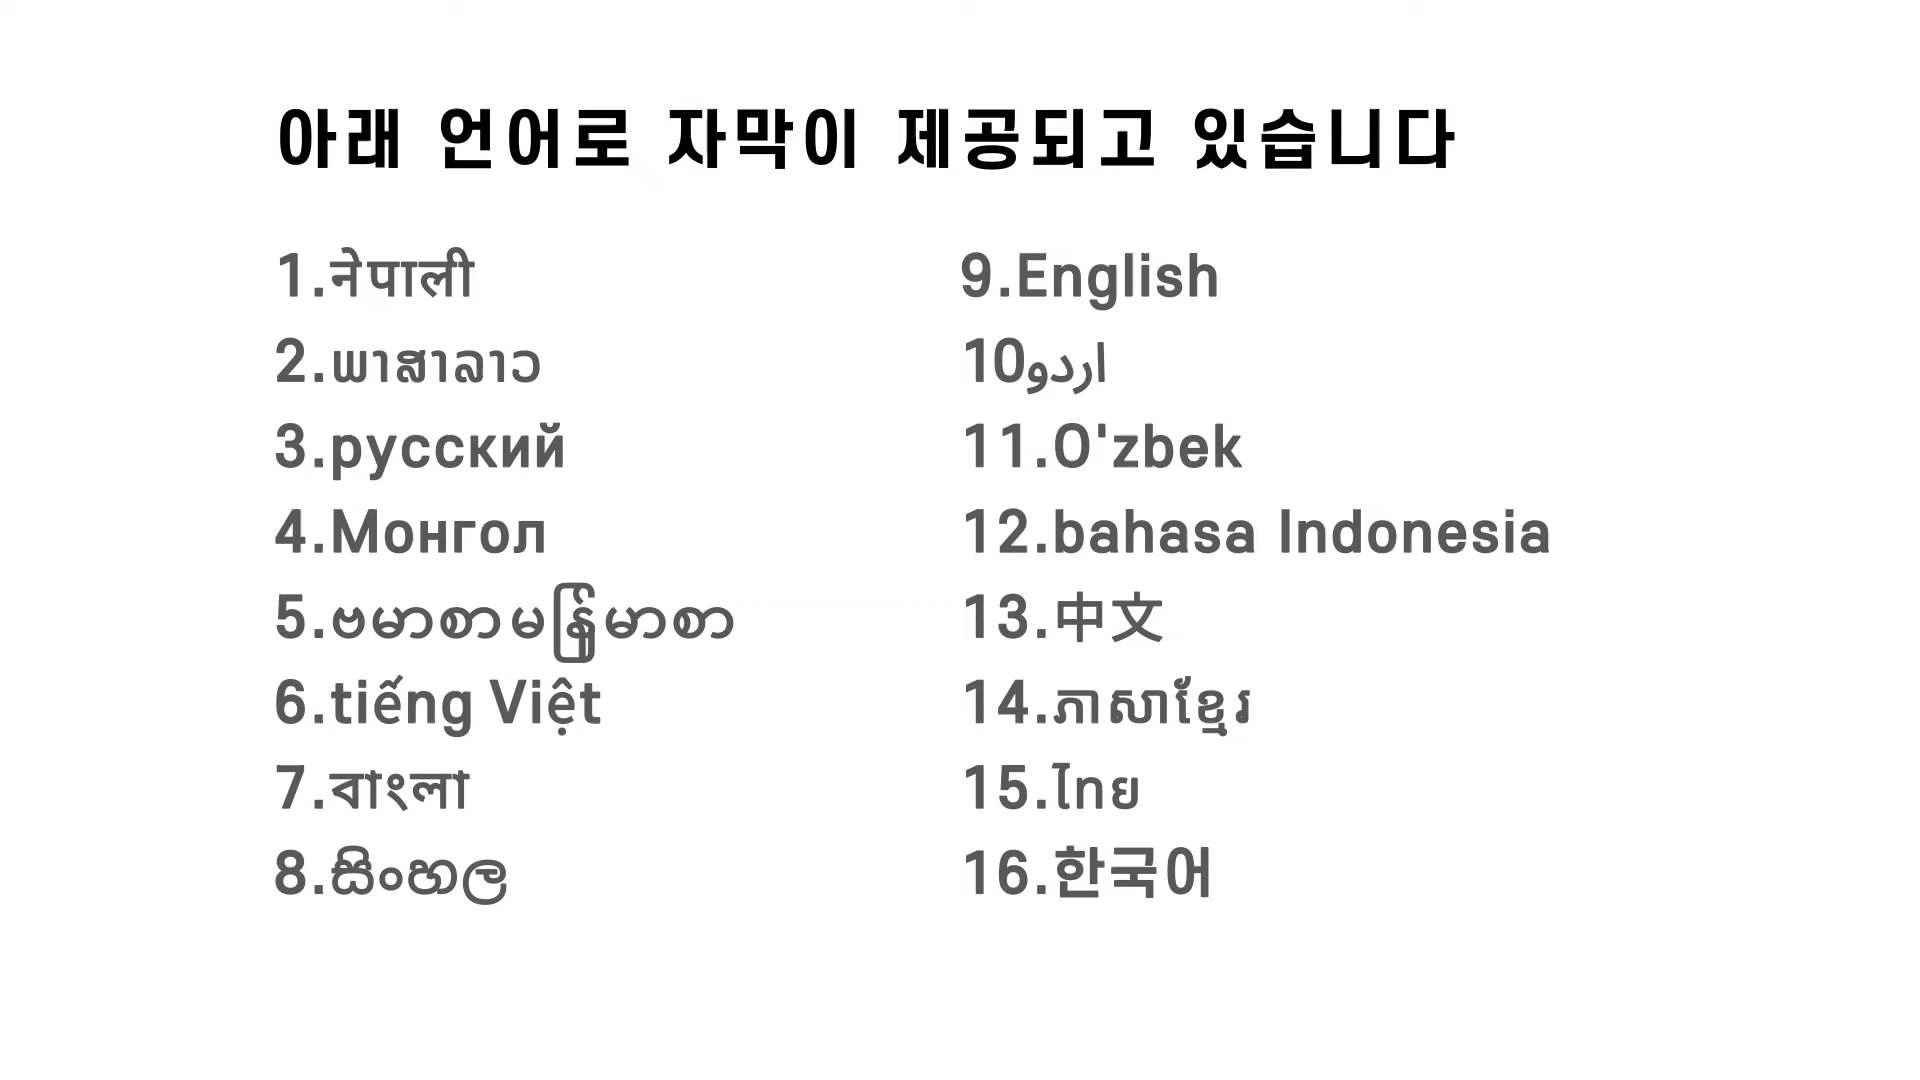 아래 언어로 자막이 제공되고 있습니다
1.नेपाली
2.ພາສາລາວ
3.русский
4.Монгол
5.ဗမာစာမြန်မာစာ
6.tiếng Việt
7.বাংলা
8.සිංහල
9.English
10اردو
11.O'zbek
12.bahasa Indonesia
13.中文
14.ភាសាខ្មែរ
15.ไทย
16.한국어